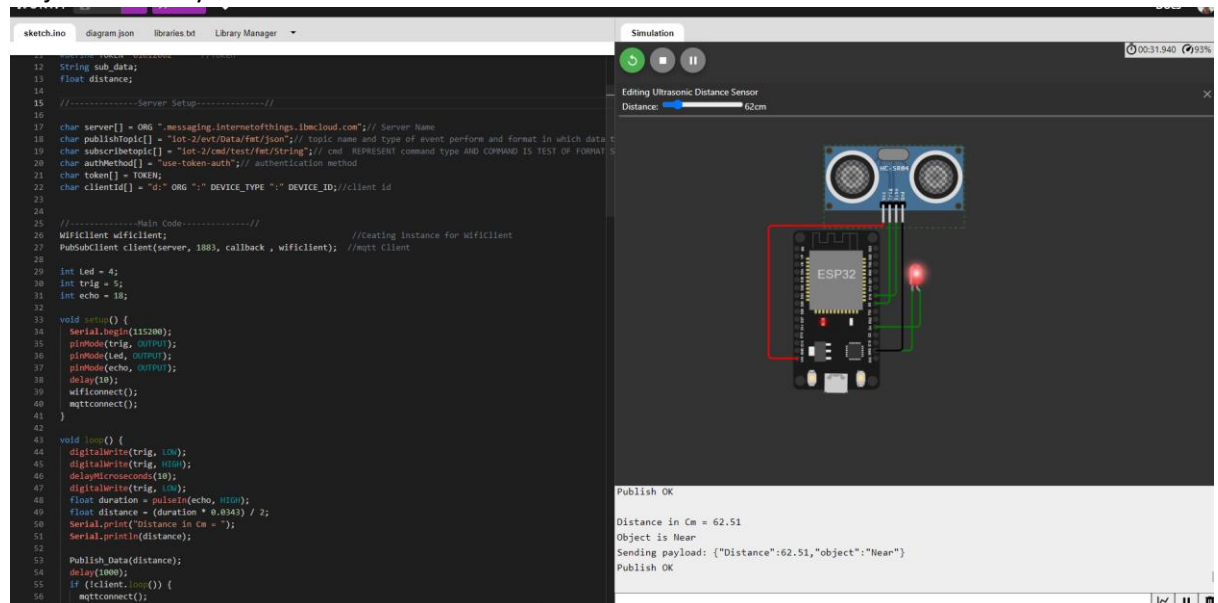 sketch.ino diagram.json libraries.txt Library Manager
12 String sub_data;
13 float distance;
14
15 //--------------Server Setup-------------//
16
17 char server[] = ORG ".messaging.internetofthings.ibmcloud.com";// Server Name
18 char publishTopic[] = "iot-2/evt/Data/fmt/json";// topic name and type of event perform and format in which data t
19 char subscribetopic[] = "iot-2/cmd/test/fmt/String";// cmd REPRESENT command type AND COMMAND IS TEST OF FORMAT S
20 char authMethod[] = "use-token-auth";// authentication method
21 char token[] = TOKEN;
22 char clientId[] = "d:" ORG ":" DEVICE_TYPE ":" DEVICE_ID;//client id
23
24
25 //--------------Main Code--------------//
26 WiFiClient wificlient; //Ceating instance for WifiClient
27 PubSubClient client(server, 1883, callback , wificlient); //mqtt Client
28
29 int Led = 4;
30 int trig = 5;
31 int echo = 18;
32
33 void setup() {
34 Serial.begin(115200);
35 pinMode(trig, OUTPUT);
36 pinMode(Led, OUTPUT);
37 pinMode(echo, OUTPUT);
38 delay(10);
39 wificonnect();
40 mqttconnect();
41 }
42
43 void loop() {
44 digitalWrite(trig, LOW);
45 digitalWrite(trig, HIGH);
46 delayMicroseconds(10);
47 digitalWrite(trig, LOW);
48 float duration = pulseIn(echo, HIGH);
49 float distance = (duration * 0.0343) / 2;
50 Serial.print("Distance in Cm = ");
51 Serial.println(distance);
52
53 Publish_Data(distance);
54 delay(1000);
55 if (!client.loop()) {
56 mqttconnect();
Simulation
00:31.940 93%
Editing Ultrasonic Distance Sensor
Distance: 62cm
HC-SR04
ESP32
Publish OK
Distance in Cm = 62.51
Object is Near
Sending payload: {"Distance":62.51,"object":"Near"}
Publish OK